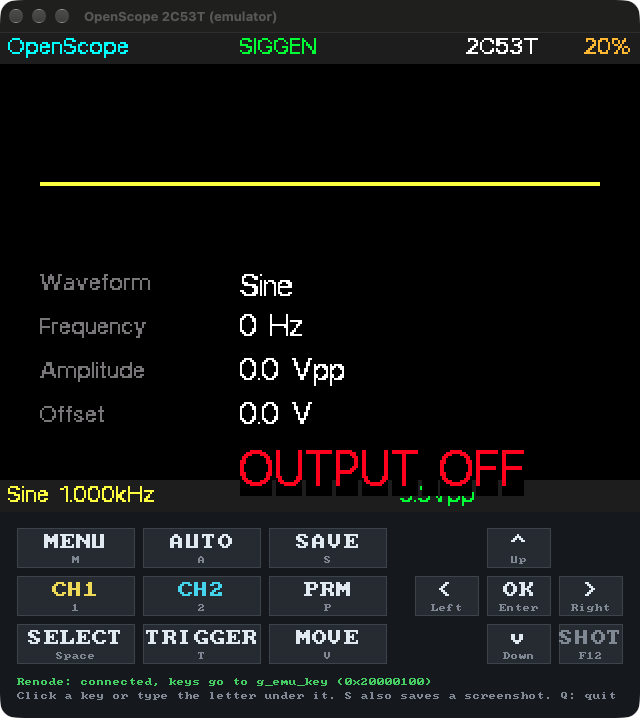 OpenScope 2C53T (emulator)
OpenScope SIGGEN 2C53T 20%
Waveform Sine
Frequency 0 Hz
Amplitude 0.0 Vpp
Offset 0.0 V
OUTPUT OFF
Sine 1.000kHz
MENU AUTO SAVE ^
M A S Up
CH1 CH2 PRM < OK >
1 2 P Left Enter Right
SELECT TRIGGER MOVE v SHOT
Space T V Down F12
Renode: connected, keys go to g_emu_key (0x20000100)
Click a key or type the letter under it. S also saves a screenshot. Q: quit